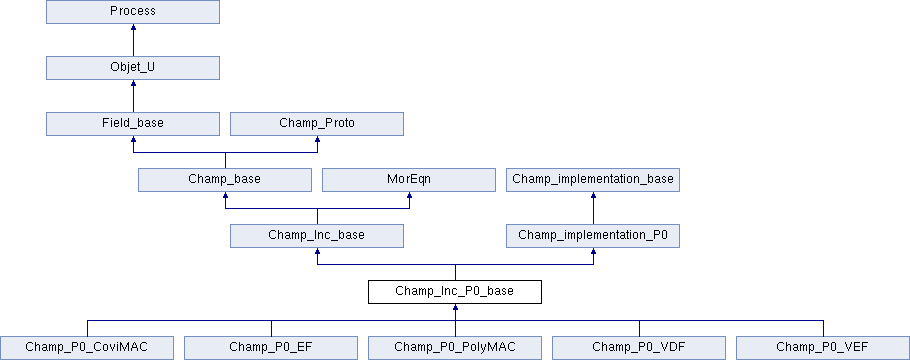 Process
Objet_U
Field_base
Champ_Proto
Champ_base
MorEqn
Champ_implementation_base
Champ_Inc_base
Champ_implementation_P0
Champ_Inc_P0_base
Champ_P0_CoviMAC
Champ_P0_EF
Champ_P0_PolyMAC
Champ_P0_VDF
Champ_P0_VEF